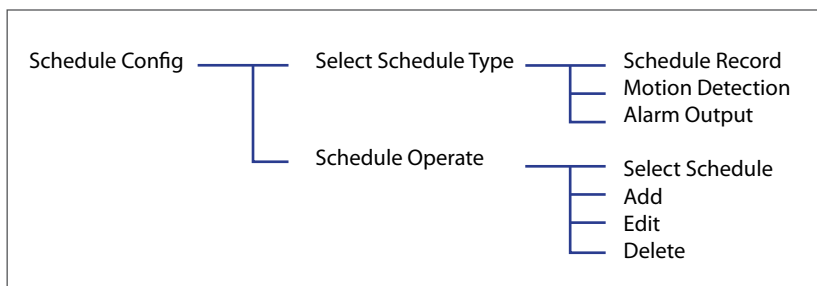 Schedule Config
Select Schedule Type
Schedule Record
Motion Detection
Alarm Output
Schedule Operate
Select Schedule
Add
Edit
Delete